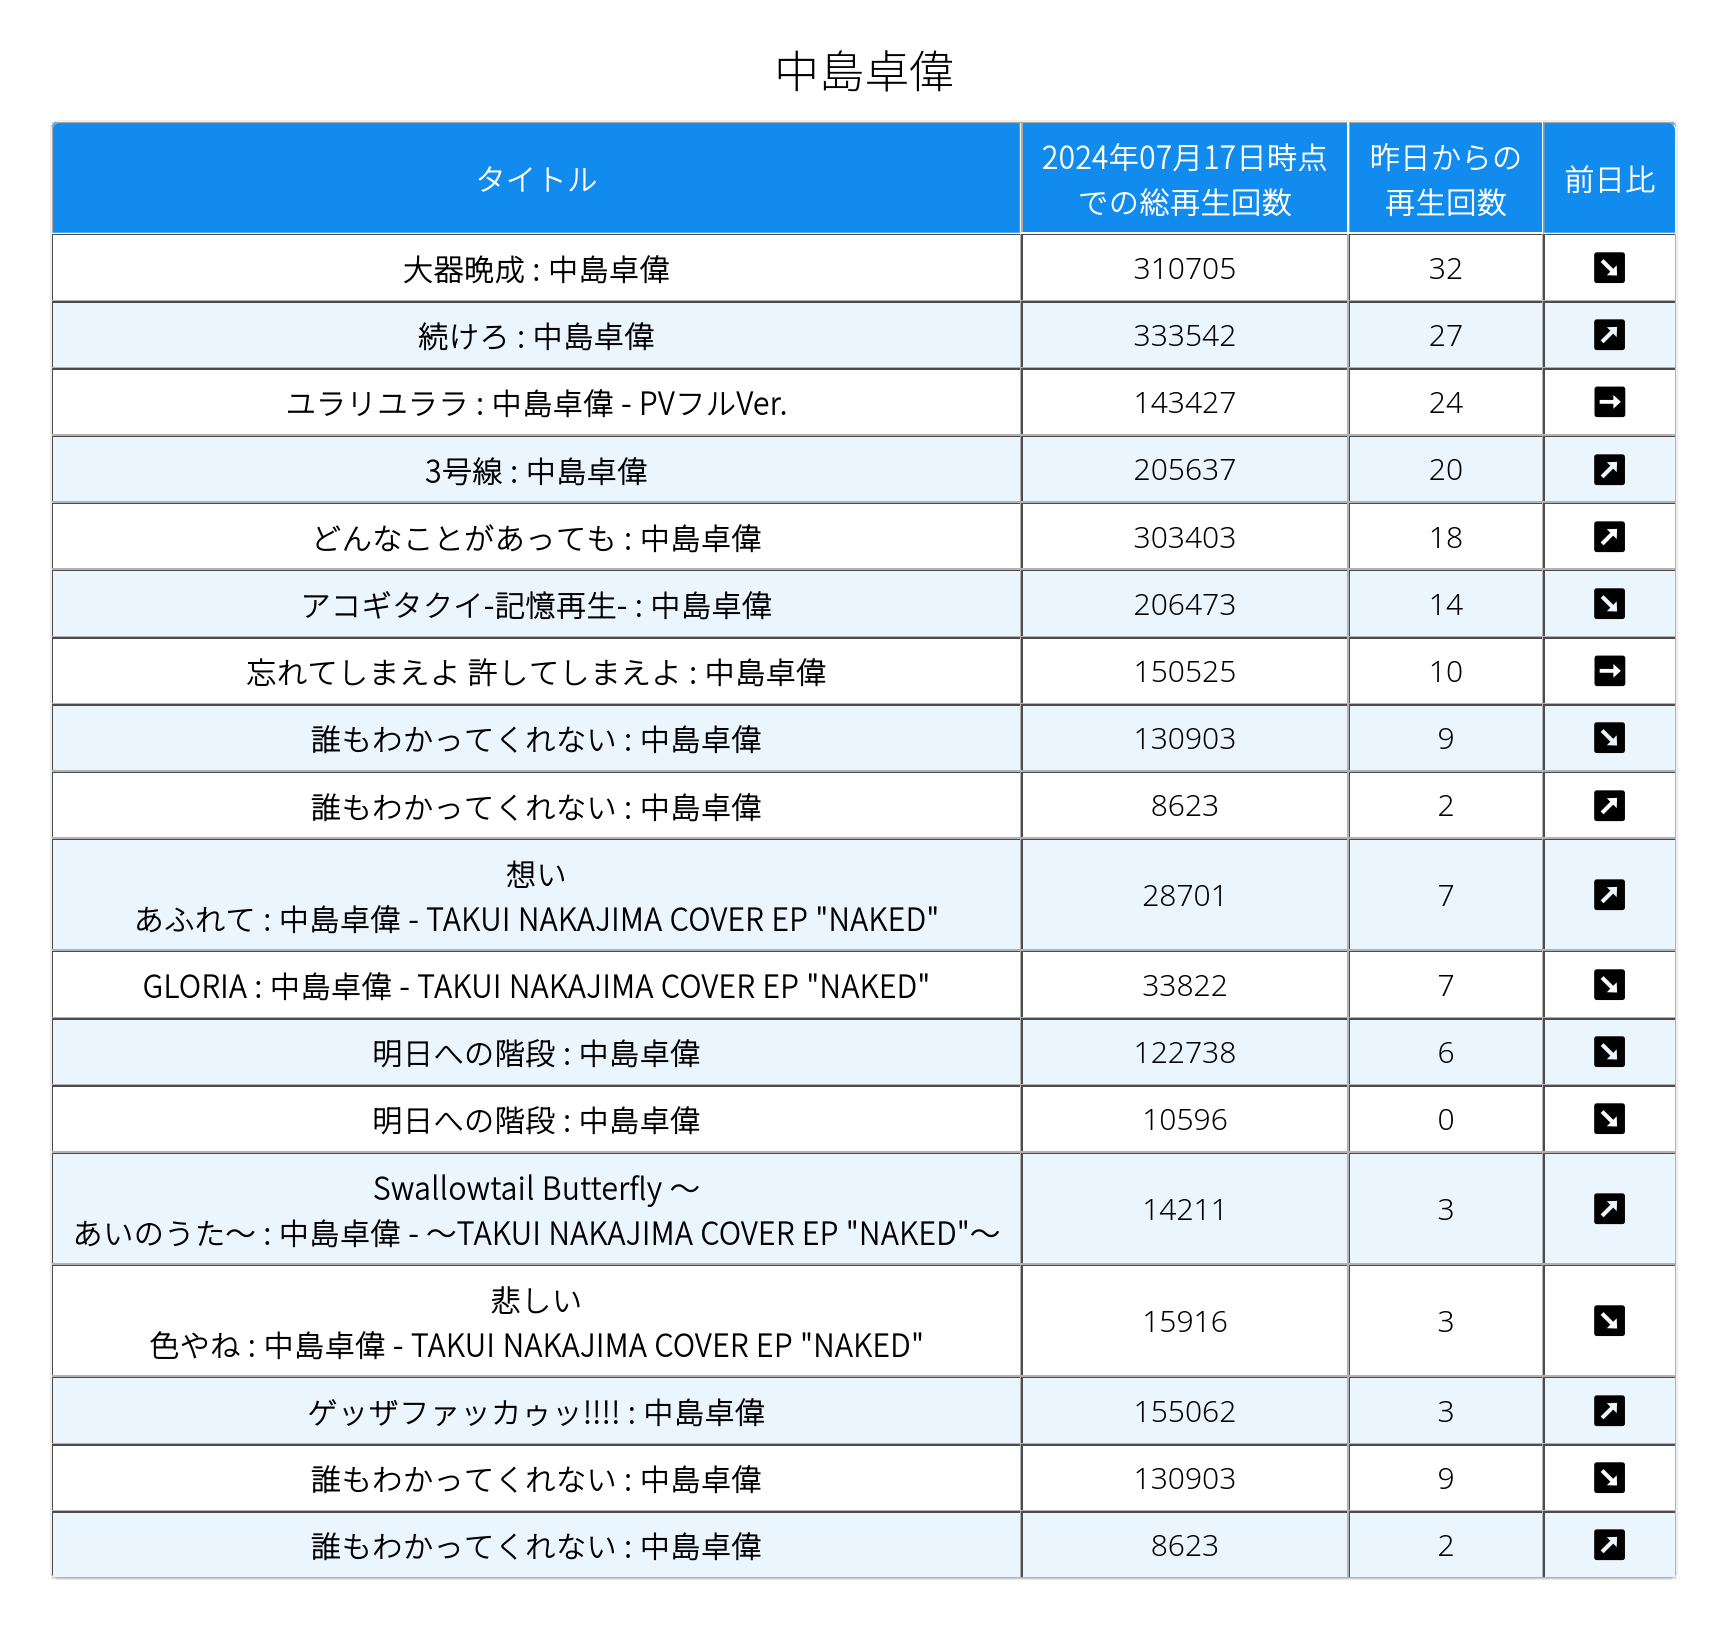 中島卓偉
タイトル
2024年07月17日時点
での総再生回数
昨日からの
再生回数
前日比
大器晩成 : 中島卓偉 310705 32
続けろ : 中島卓偉 333542 27
ユラリユララ : 中島卓偉 - PVフルVer. 143427 24
3号線 : 中島卓偉 205637 20
どんなことがあっても : 中島卓偉 303403 18
アコギタクイ-記憶再生- : 中島卓偉 206473 14
忘れてしまえよ 許してしまえよ : 中島卓偉 150525 10
誰もわかってくれない : 中島卓偉 130903 9
誰もわかってくれない : 中島卓偉 8623 2
想い
あふれて : 中島卓偉 - TAKUI NAKAJIMA COVER EP "NAKED" 28701 7
GLORIA : 中島卓偉 - TAKUI NAKAJIMA COVER EP "NAKED" 33822 7
明日への階段 : 中島卓偉 122738 6
明日への階段 : 中島卓偉 10596 0
Swallowtail Butterfly ～
あいのうた～ : 中島卓偉 - ～TAKUI NAKAJIMA COVER EP "NAKED"～ 14211 3
悲しい
色やね : 中島卓偉 - TAKUI NAKAJIMA COVER EP "NAKED" 15916 3
ゲッザファッカゥッ!!!! : 中島卓偉 155062 3
誰もわかってくれない : 中島卓偉 130903 9
誰もわかってくれない : 中島卓偉 8623 2